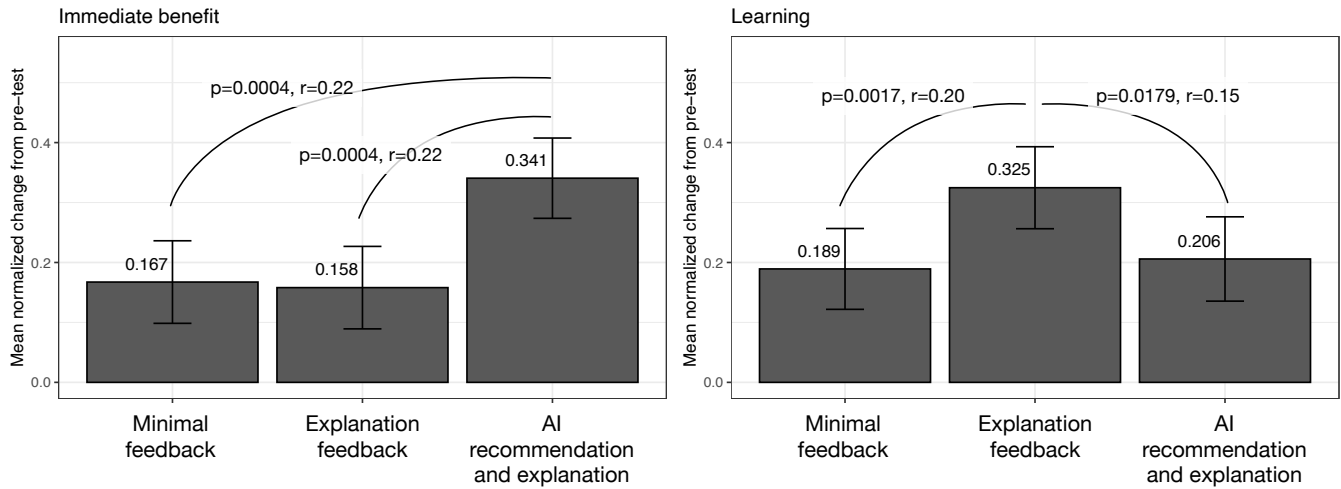 Immediate benefit
Mean normalized change from pre−test
0.4
0.2
0.0
p=0.0004, r=0.22
p=0.0004, r=0.22
0.167
0.158
0.341
Minimal
feedback
Explanation
feedback
AI
recommendation
and explanation
Learning
Mean normalized change from pre−test
0.4
0.2
0.0
p=0.0017, r=0.20
p=0.0179, r=0.15
0.189
0.325
0.206
Minimal
feedback
Explanation
feedback
AI
recommendation
and explanation